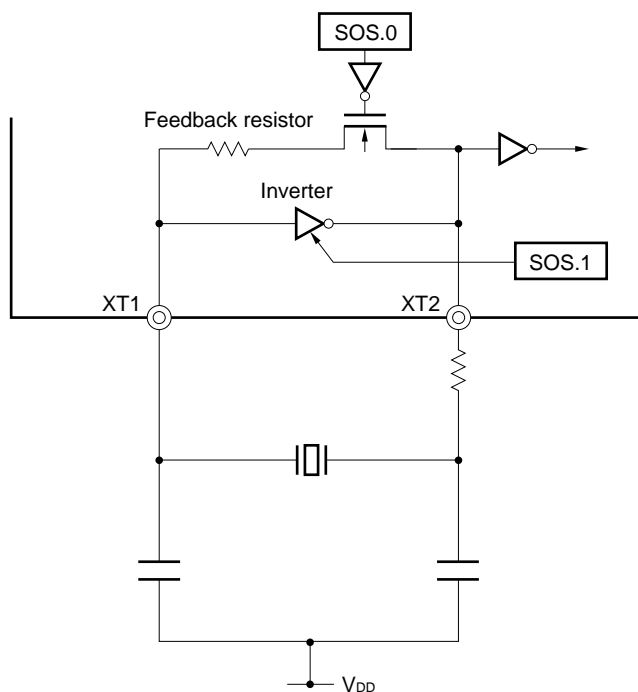 SOS.0
Feedback resistor
Inverter
SOS.1
XT1
XT2
VDD